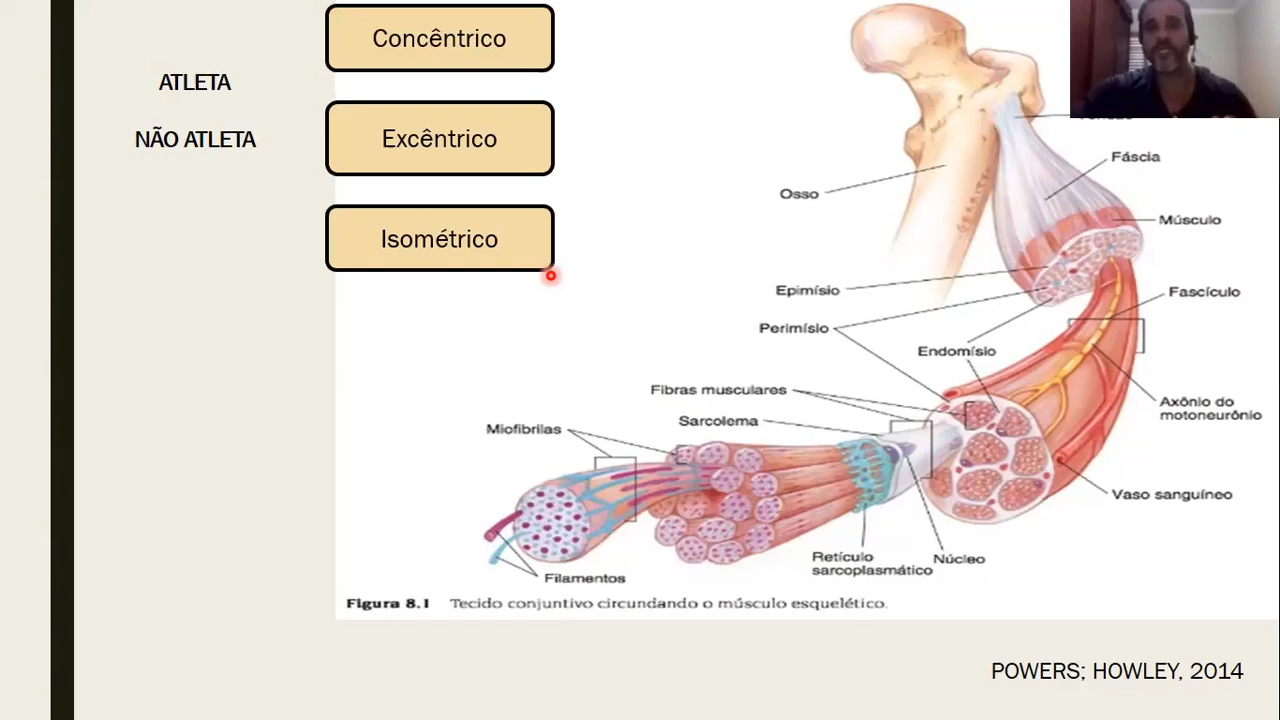 Concêntrico
ATLETA
NÃO ATLETA
Excêntrico
Isométrico
Fáscia
Osso
Músculo
Epimísio
Fascículo
Perimísio
Endomísio
Fibras musculares
Axônio do
motoneurônio
Sarcolema
Miofibrilas
Vaso sanguíneo
Retículo
sarcoplasmático
Núcleo
Filamentos
Figura 8.1 Tecido conjuntivo circundando o músculo esquelético.
POWERS; HOWLEY, 2014